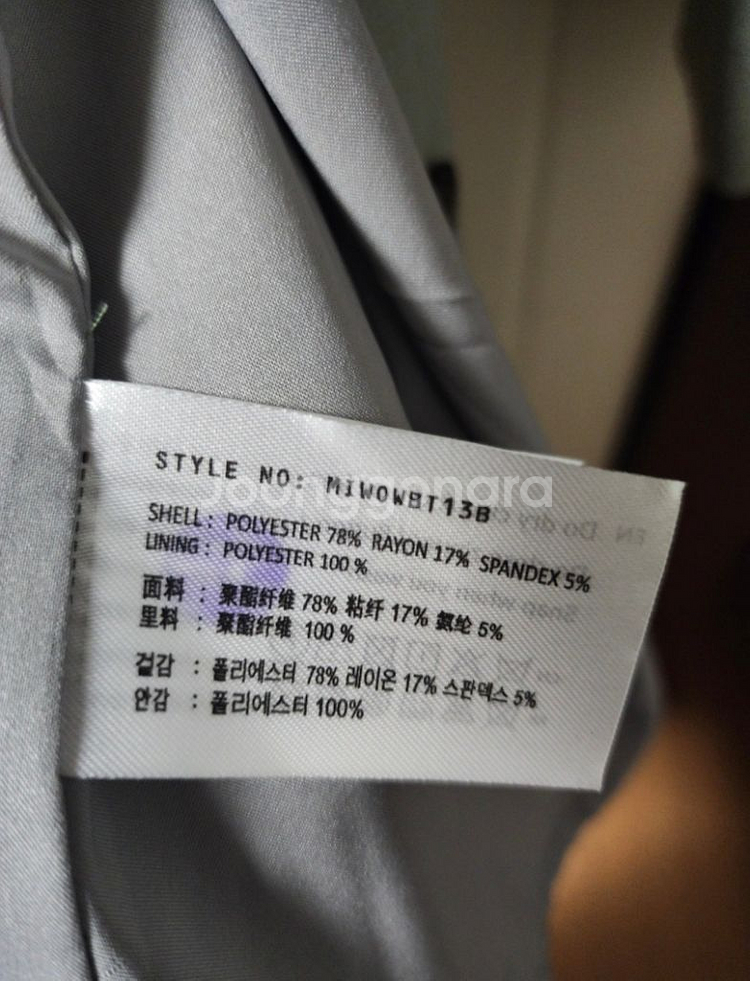 STYLE NO: MIWOWBT13B
Joonggonara
SHELL: POLYESTER 78% RAYON 17% SPANDEX 5%
LINING: POLYESTER 100 %
面料 : 聚酯纤维 78% 粘纤 17% 氨纶 5%
里料 : 聚酯纤维 100 %
겉감 : 폴리에스터 78% 레이온 17% 스판덱스 5%
안감 : 폴리에스터 100%